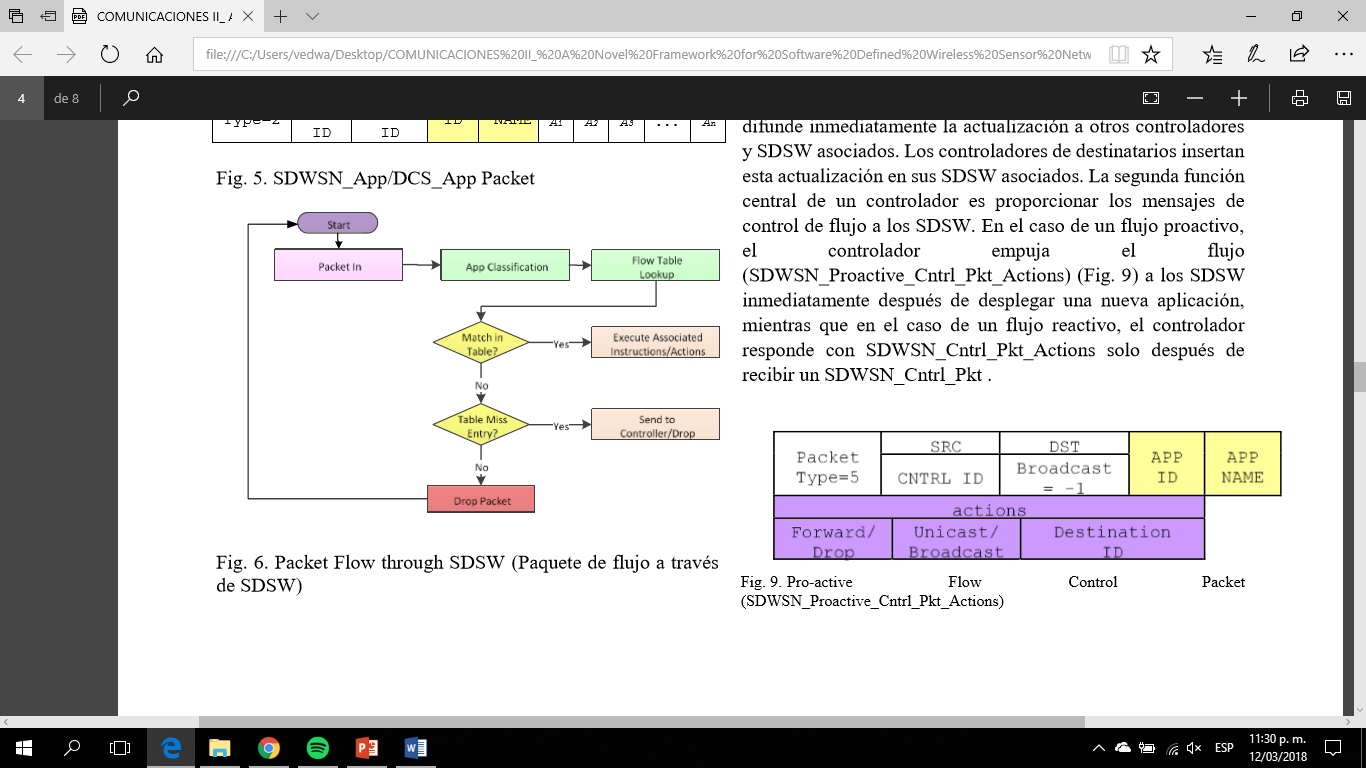 COMUNICACIONES II_ A
file:///C:/Users/vedwa/Desktop/COMUNICACIONES%20II_%20A%20Novel%20Framework%20for%20Software%20Defined%20Wireless%20Sensor%20Netw
4 de 8
Type=2 ID ID ID NAME A1 A2 A3 ... An
Fig. 5. SDWSN_App/DCS_App Packet
Start
Packet In
App Classification
Flow Table
Lookup
Match in
Table?
Yes
Execute Associated
Instructions/Actions
No
Table Miss
Entry?
Yes
Send to
Controller/Drop
No
Drop Packet
Fig. 6. Packet Flow through SDSW (Paquete de flujo a través
de SDSW)
difunde inmediatamente la actualización a otros controladores
y SDSW asociados. Los controladores de destinatarios insertan
esta actualización en sus SDSW asociados. La segunda función
central de un controlador es proporcionar los mensajes de
control de flujo a los SDSW. En el caso de un flujo proactivo,
el controlador empuja el flujo
(SDWSN_Proactive_Cntrl_Pkt_Actions) (Fig. 9) a los SDSW
inmediatamente después de desplegar una nueva aplicación,
mientras que en el caso de un flujo reactivo, el controlador
responde con SDWSN_Cntrl_Pkt_Actions solo después de
recibir un SDWSN_Cntrl_Pkt .
Packet
Type=5
SRC
CNTRL ID
DST
Broadcast
= -1
APP
ID
APP
NAME
actions
Forward/
Drop
Unicast/
Broadcast
Destination
ID
Fig. 9. Pro-active Flow Control Packet
(SDWSN_Proactive_Cntrl_Pkt_Actions)
ESP
11:30 p. m.
12/03/2018